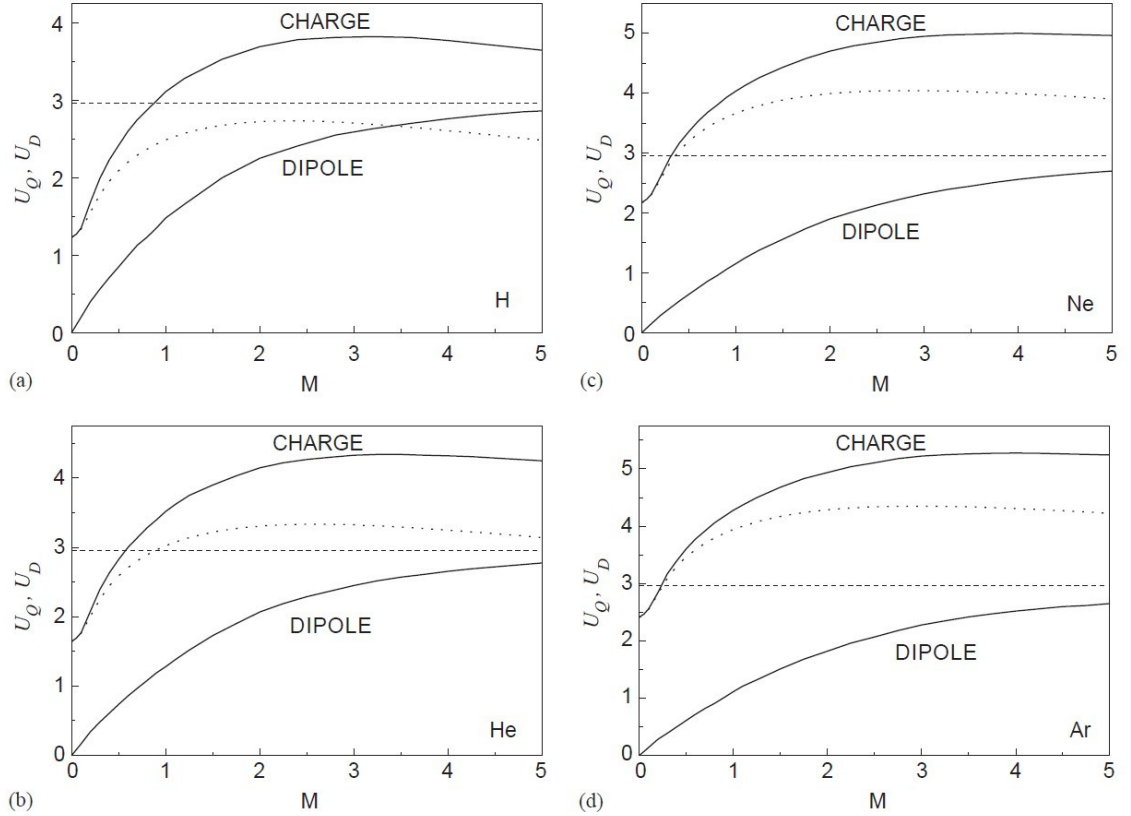 CHARGE
DIPOLE
H
4
3
2
1
0
U_Q, U_D
0 1 2 3 4 5
M
(a)
CHARGE
DIPOLE
Ne
5
4
3
2
1
0
U_Q, U_D
0 1 2 3 4 5
M
(c)
CHARGE
DIPOLE
He
4
3
2
1
0
U_Q, U_D
0 1 2 3 4 5
M
(b)
CHARGE
DIPOLE
Ar
5
4
3
2
1
0
U_Q, U_D
0 1 2 3 4 5
M
(d)